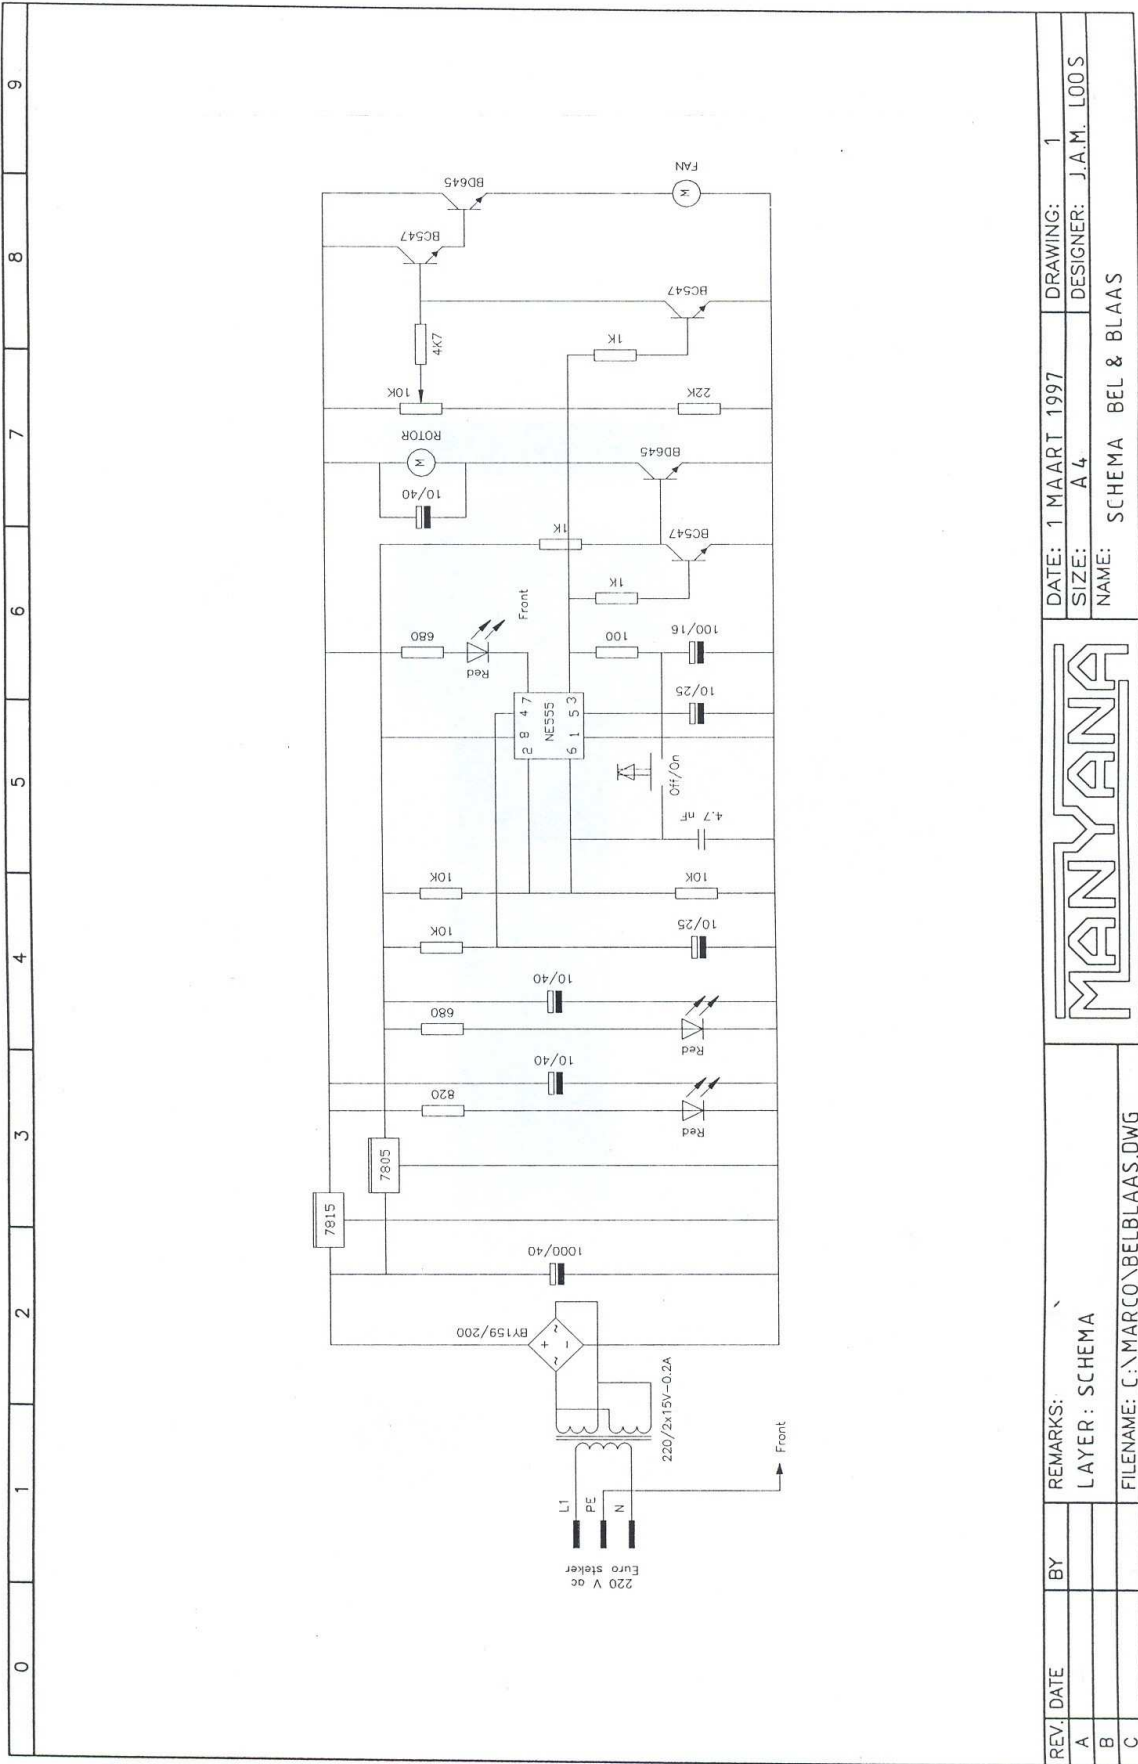 0 1 2 3 4 5 6 7 8 9
220 V ac
Euro steker
L1
PE
N
Front
220/2x15V-0.2A
BY159/200
+
~ ~
-
1000/40
7815
7805
820
Red
10/40
680
Red
10/40
10K
10/25
10K
10K
4.7 nF
Off/On
2 8 4 7
NE555
6 1 5 3
10/25
100/16
100
680
Red
Front
1K
1K
BC547
BD645
10/40
M
ROTOR
10K
22K
4K7
1K
BC547
BC547
BD645
M
FAN
REV. DATE BY
A
B
C
REMARKS:
LAYER: SCHEMA
FILENAME: C:\MARCO\BELBLAAS.DWG
MANYANA
DATE: 1 MAART 1997 DRAWING: 1
SIZE: A4 DESIGNER: J.A.M. LOOS
NAME: SCHEMA BEL & BLAAS